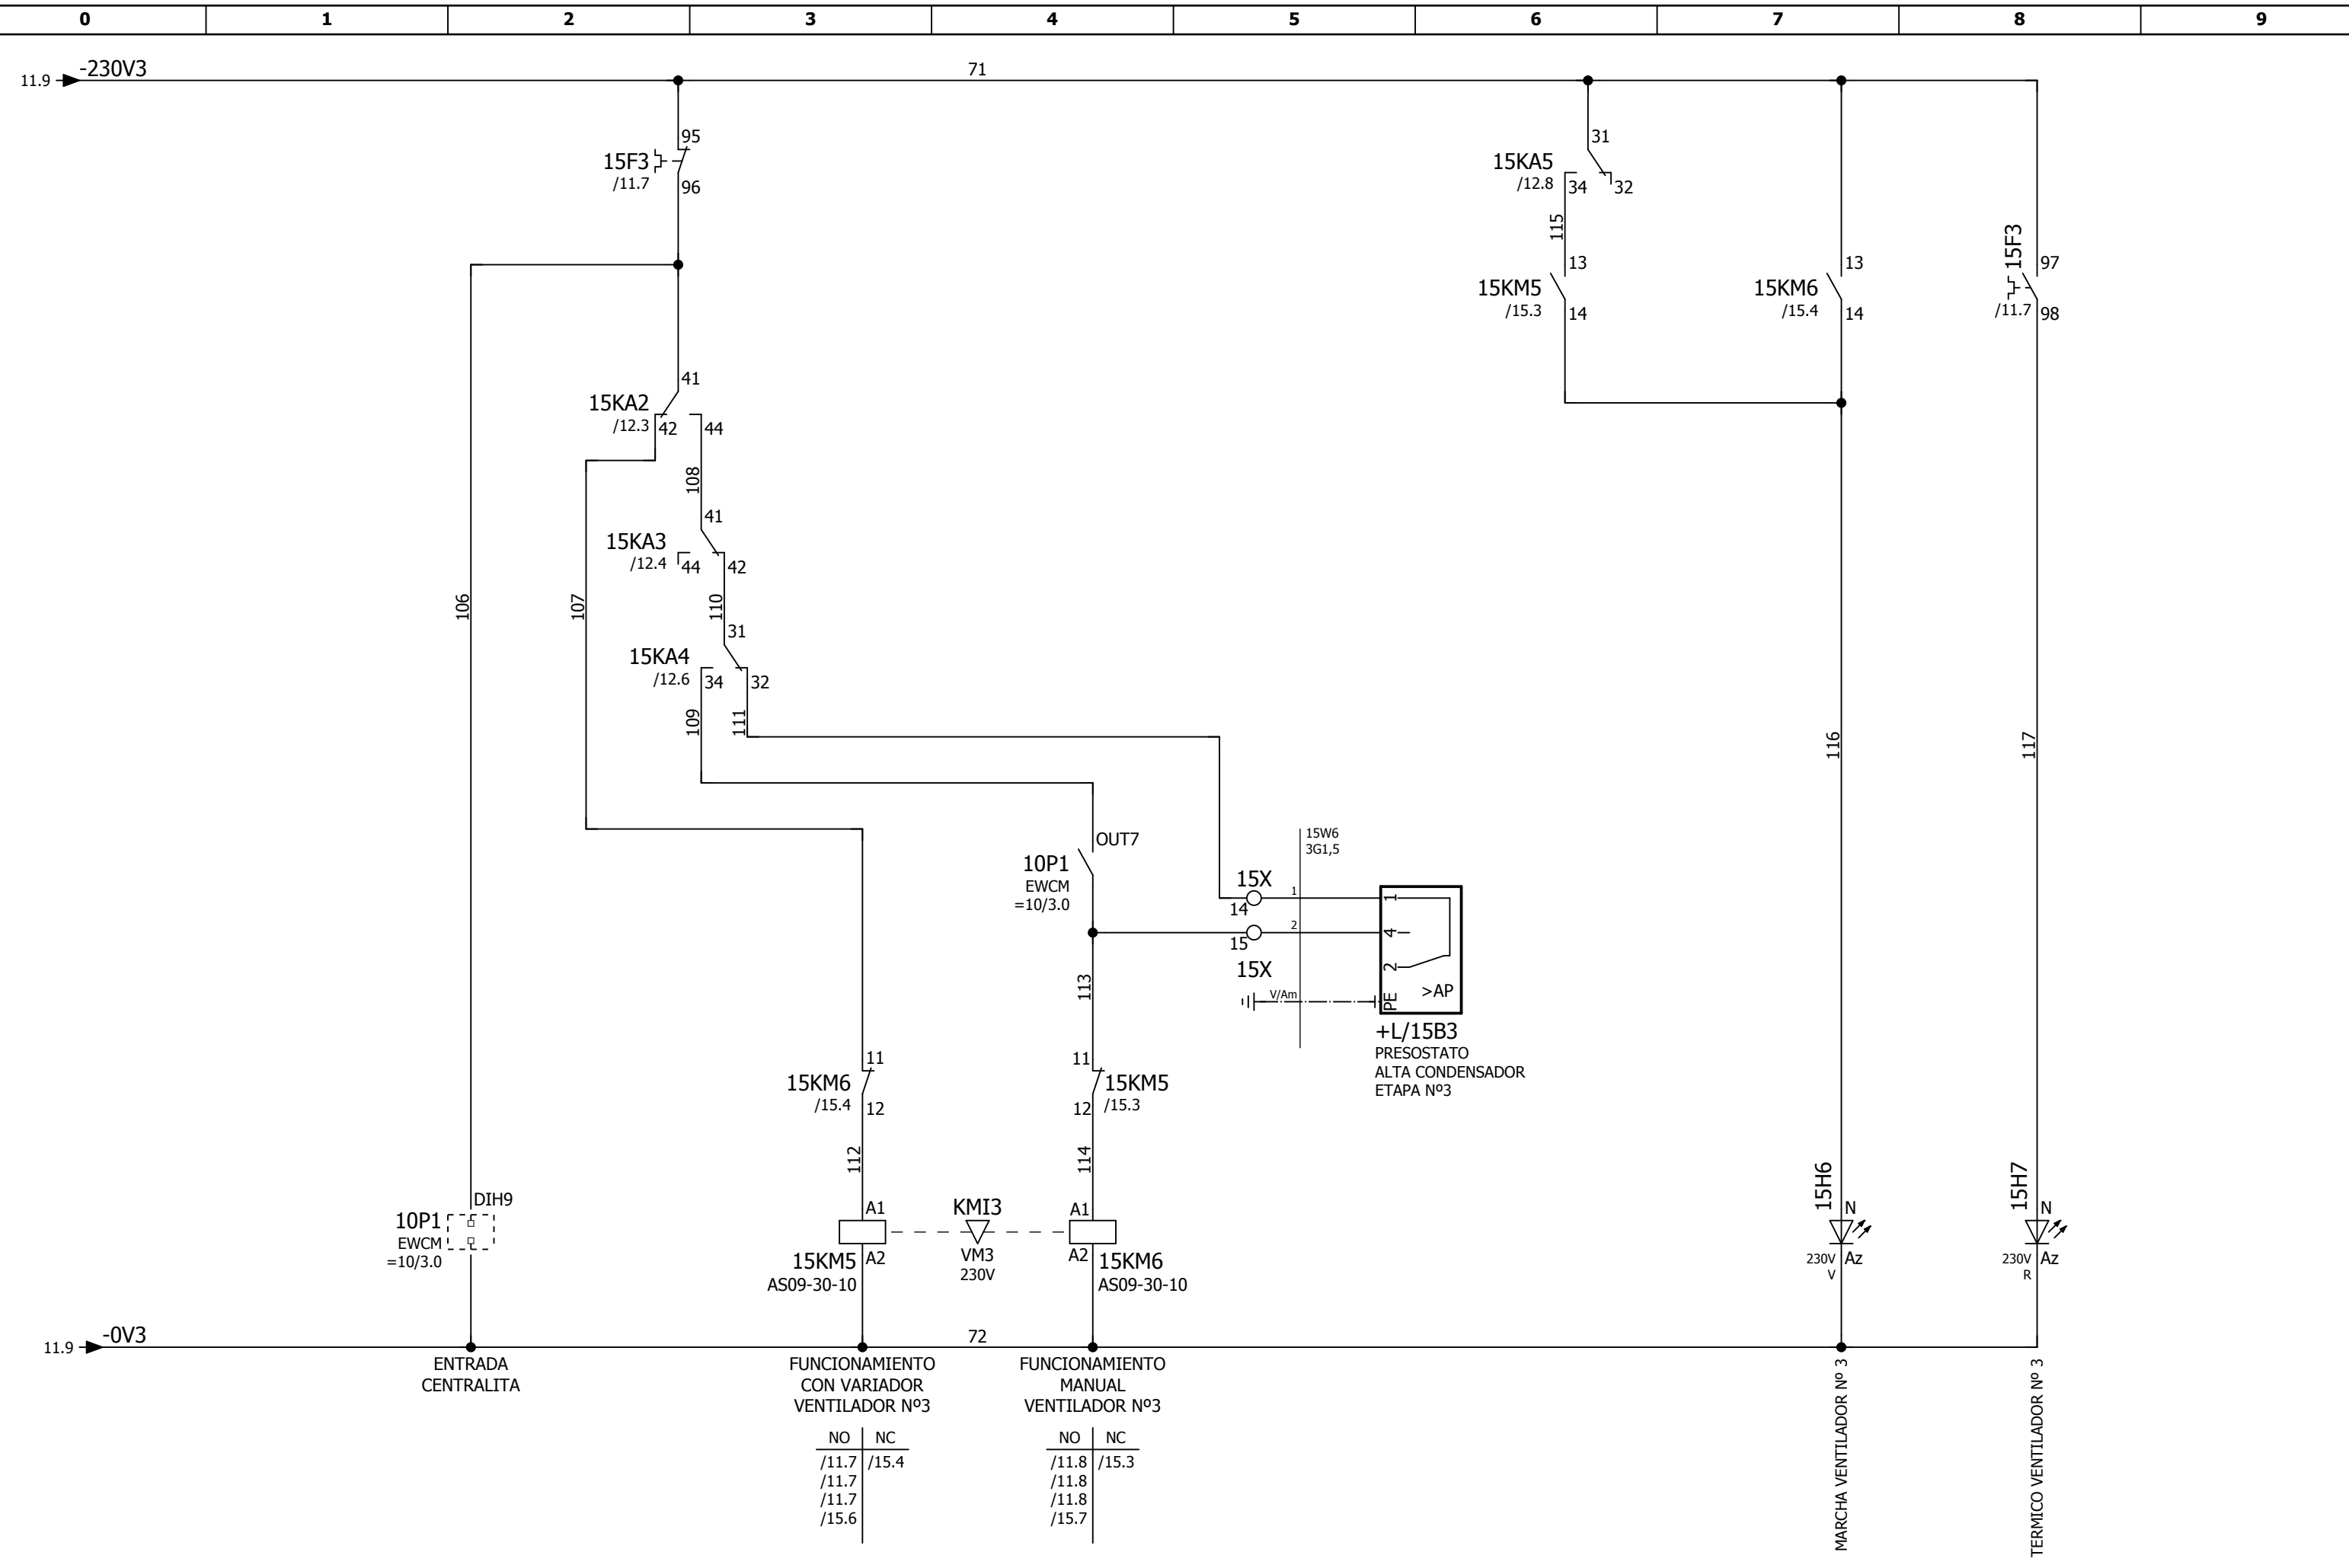 0 1 2 3 4 5 6 7 8 9
11.9 -230V3 71
95
15F3
/11.7
96
31
15KA5
/12.8
34 32
115
13
15KM5
/15.3
14
13
15KM6
/15.4
14
15F3
97
/11.7
98
41
15KA2
/12.3
42 44
108
41
15KA3
/12.4
44 42
106
107
110
31
15KA4
/12.6
34 32
109
111
116
117
OUT7
10P1
EWCM
=10/3.0
15W6
3G1,5
15X
1
14
2
15
15X
V/Am
1
4
2
PE
>AP
+L/15B3
PRESOSTATO
ALTA CONDENSADOR
ETAPA Nº3
113
11
15KM6
/15.4
12
11
15KM5
/15.3
12
112
114
DIH9
10P1
EWCM
=10/3.0
A1
15KM5
A2
AS09-30-10
KMI3
VM3
230V
A1
A2
15KM6
AS09-30-10
15H6
N
230V
V
Az
15H7
N
230V
R
Az
11.9 -0V3 72
ENTRADA
CENTRALITA
FUNCIONAMIENTO
CON VARIADOR
VENTILADOR Nº3
NO NC
/11.7 /15.4
/11.7
/11.7
/15.6
FUNCIONAMIENTO
MANUAL
VENTILADOR Nº3
NO NC
/11.8 /15.3
/11.8
/11.8
/15.7
MARCHA VENTILADOR Nº 3
TERMICO VENTILADOR Nº 3